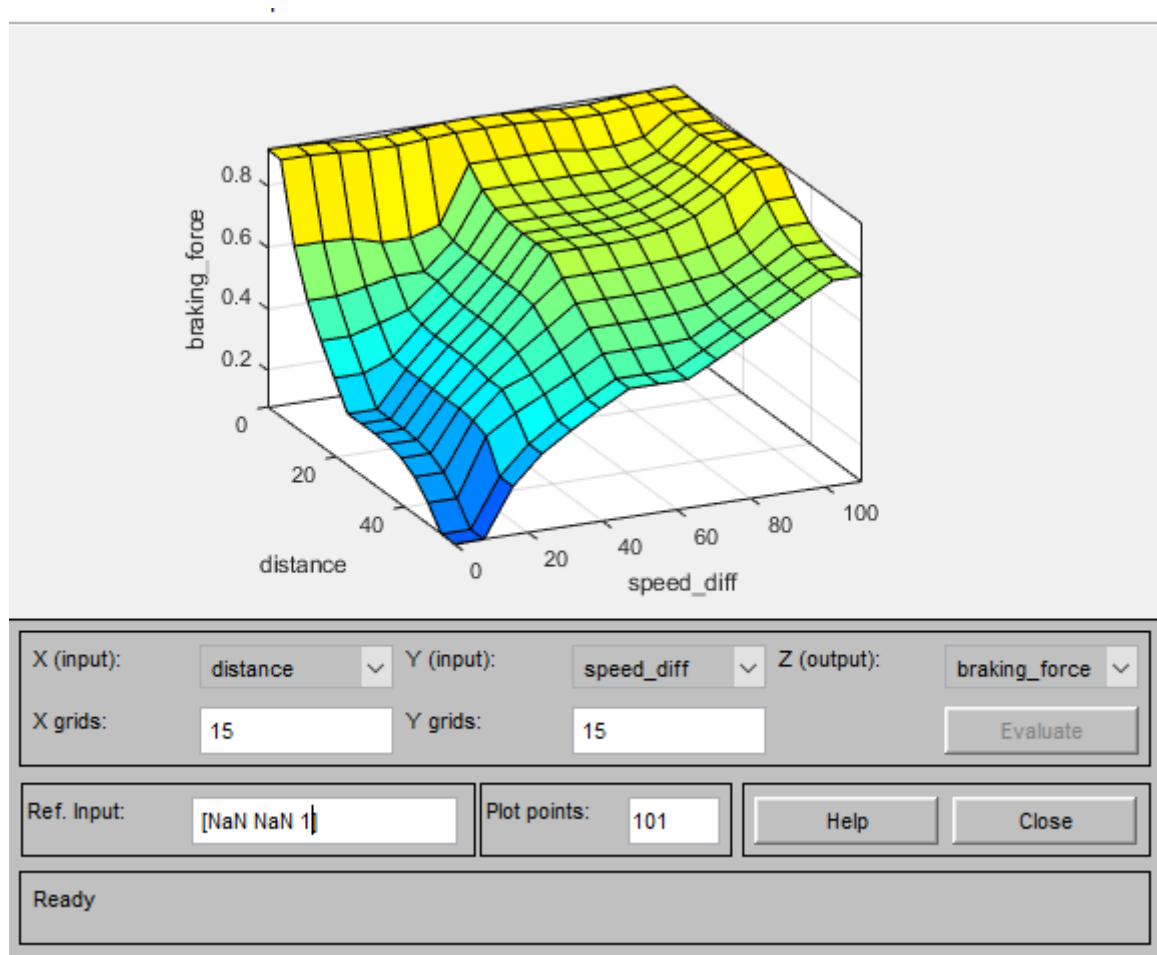 0.8
0.6
0.4
0.2
braking_force
0
20
40
distance
0
20
40
60
80
100
speed_diff
X (input):
distance
Y (input):
speed_diff
Z (output):
braking_force
X grids:
15
Y grids:
15
Evaluate
Ref. Input:
[NaN NaN 1]
Plot points:
101
Help
Close
Ready